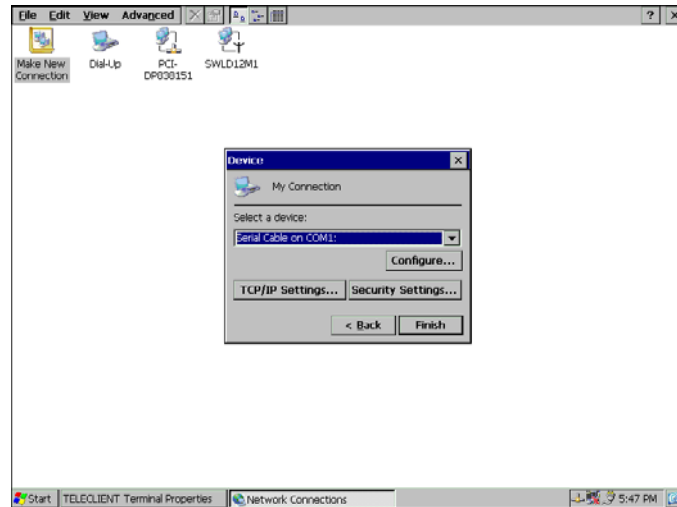 File Edit View Advanced ?
Make New Connection
Dial-Up
PCI-DP838151
SWLD12M1
Device
My Connection
Select a device:
Serial Cable on COM1:
Configure...
TCP/IP Settings... Security Settings...
< Back Finish
Start TELECLIENT Terminal Properties Network Connections 5:47 PM